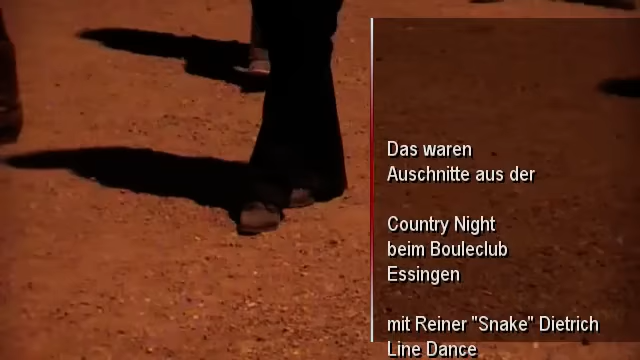 Das waren
Auschnitte aus der
Country Night
beim Bouleclub
Essingen
mit Reiner "Snake" Dietrich
Line Dance